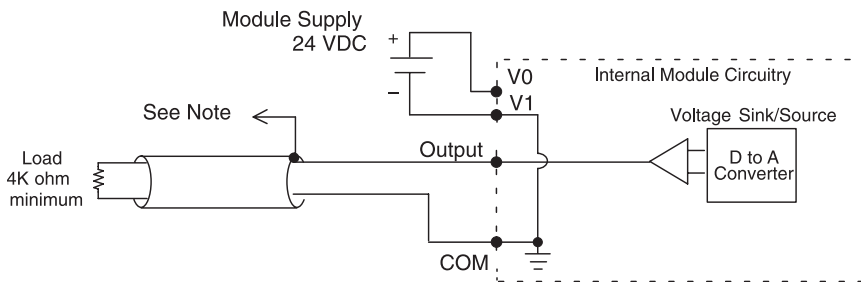 Module Supply
24 VDC
+
–
V0
V1
Internal Module Circuitry
See Note
Voltage Sink/Source
Output
D to A
Converter
Load
4K ohm
minimum
COM